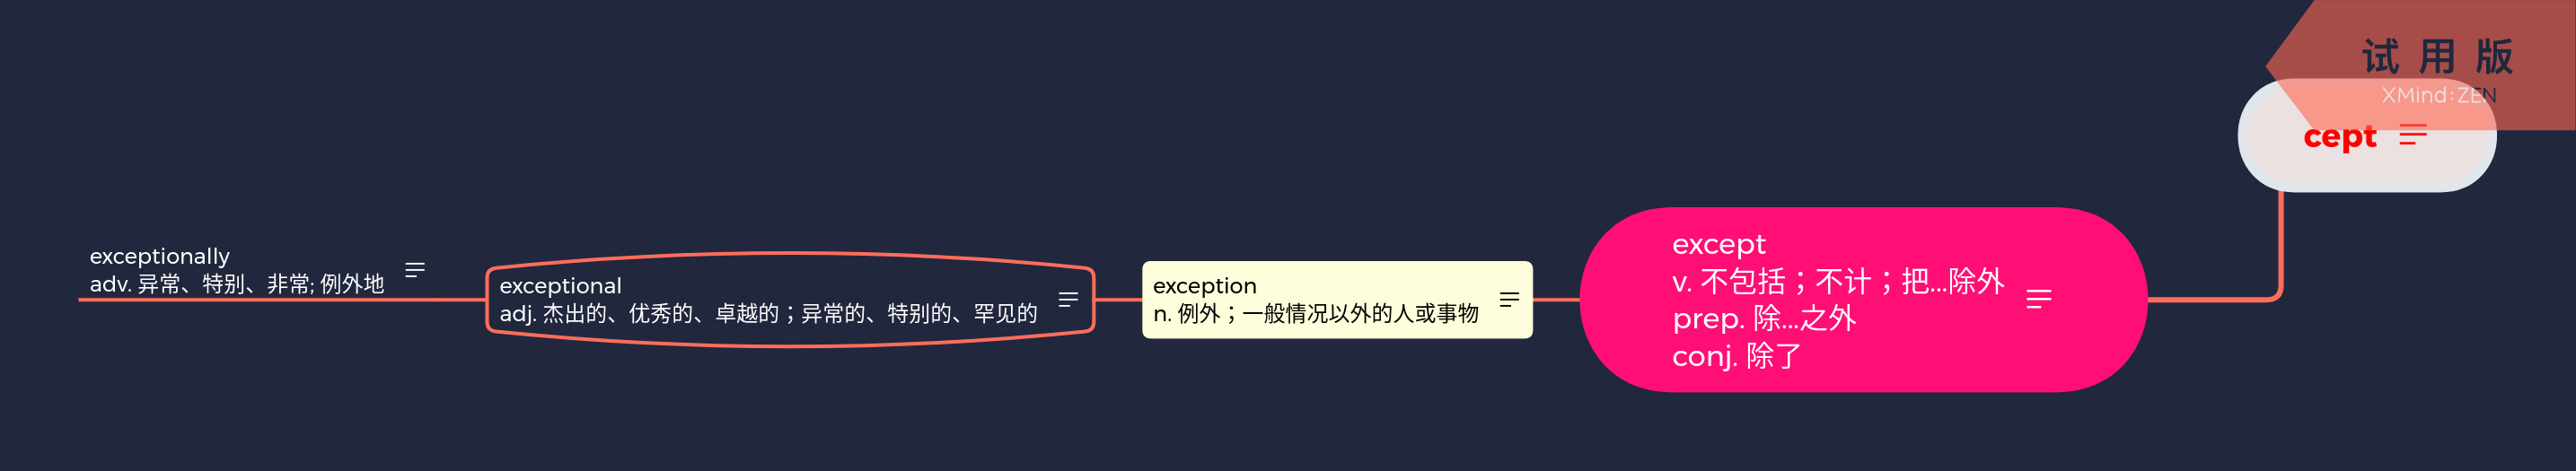 试 用 版
XMind:ZEN
cept
except
v. 不包括；不计；把...除外
prep. 除...之外
conj. 除了
exception
n. 例外；一般情况以外的人或事物
exceptional
adj. 杰出的、优秀的、卓越的；异常的、特别的、罕见的
exceptionally
adv. 异常、特别、非常; 例外地